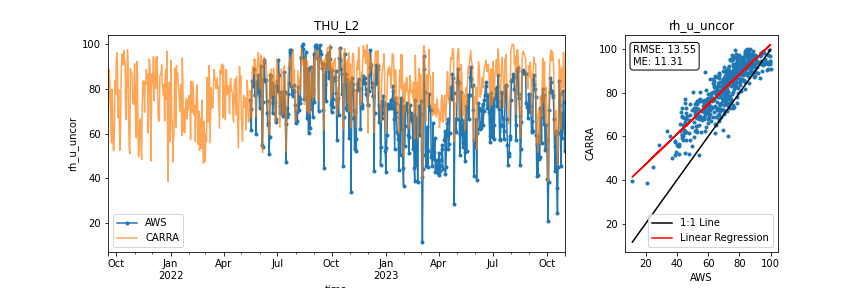 THU_L2
rh_u_uncor
100
80
60
40
20
rh_u_uncor
AWS
CARRA
Oct
Jan
2022
Apr
Jul
Oct
Jan
2023
Apr
Jul
Oct
time
rh_u_uncor
CARRA
100
80
60
40
20
RMSE: 13.55
ME: 11.31
1:1 Line
Linear Regression
20
40
60
80
100
AWS